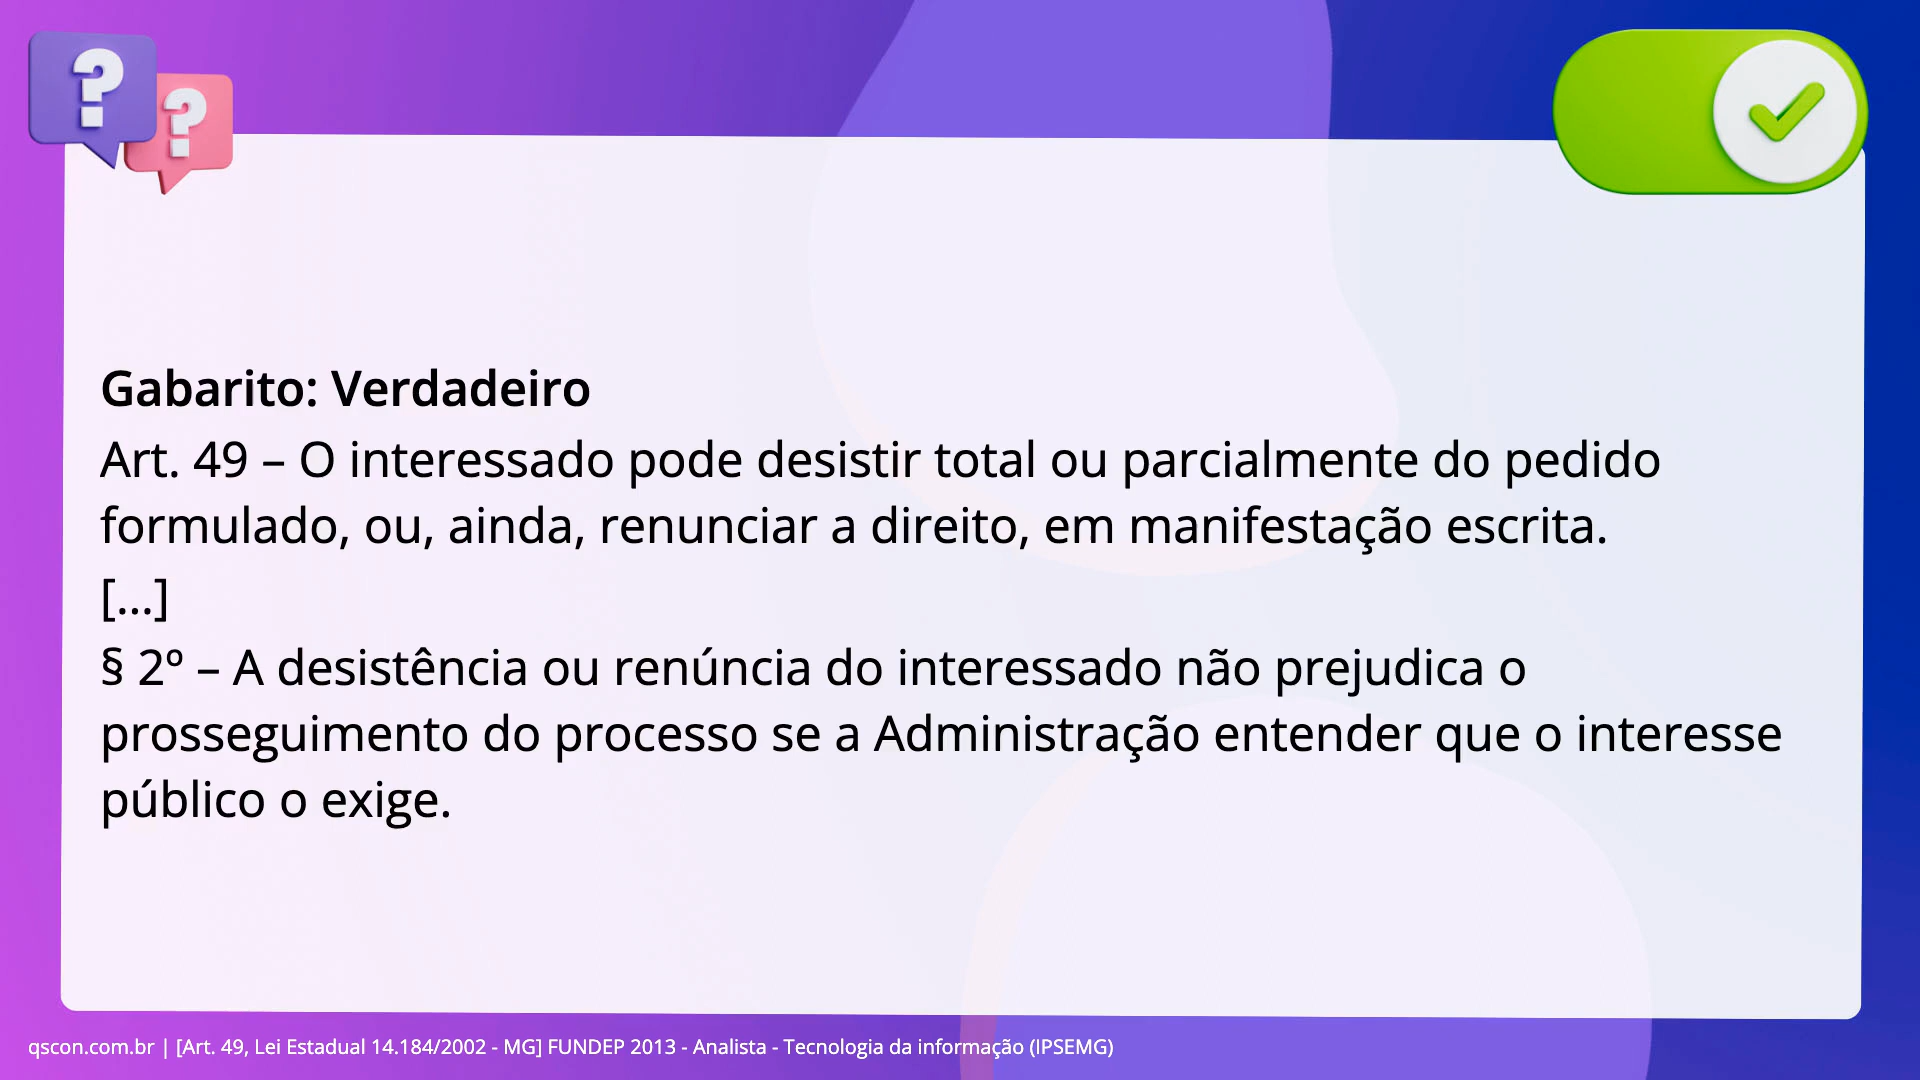 ? ?
Gabarito: Verdadeiro
Art. 49 – O interessado pode desistir total ou parcialmente do pedido
formulado, ou, ainda, renunciar a direito, em manifestação escrita.
[...]
§ 2º – A desistência ou renúncia do interessado não prejudica o
prosseguimento do processo se a Administração entender que o interesse
público o exige.
qscon.com.br | [Art. 49, Lei Estadual 14.184/2002 - MG] FUNDEP 2013 - Analista - Tecnologia da informação (IPSEMG)